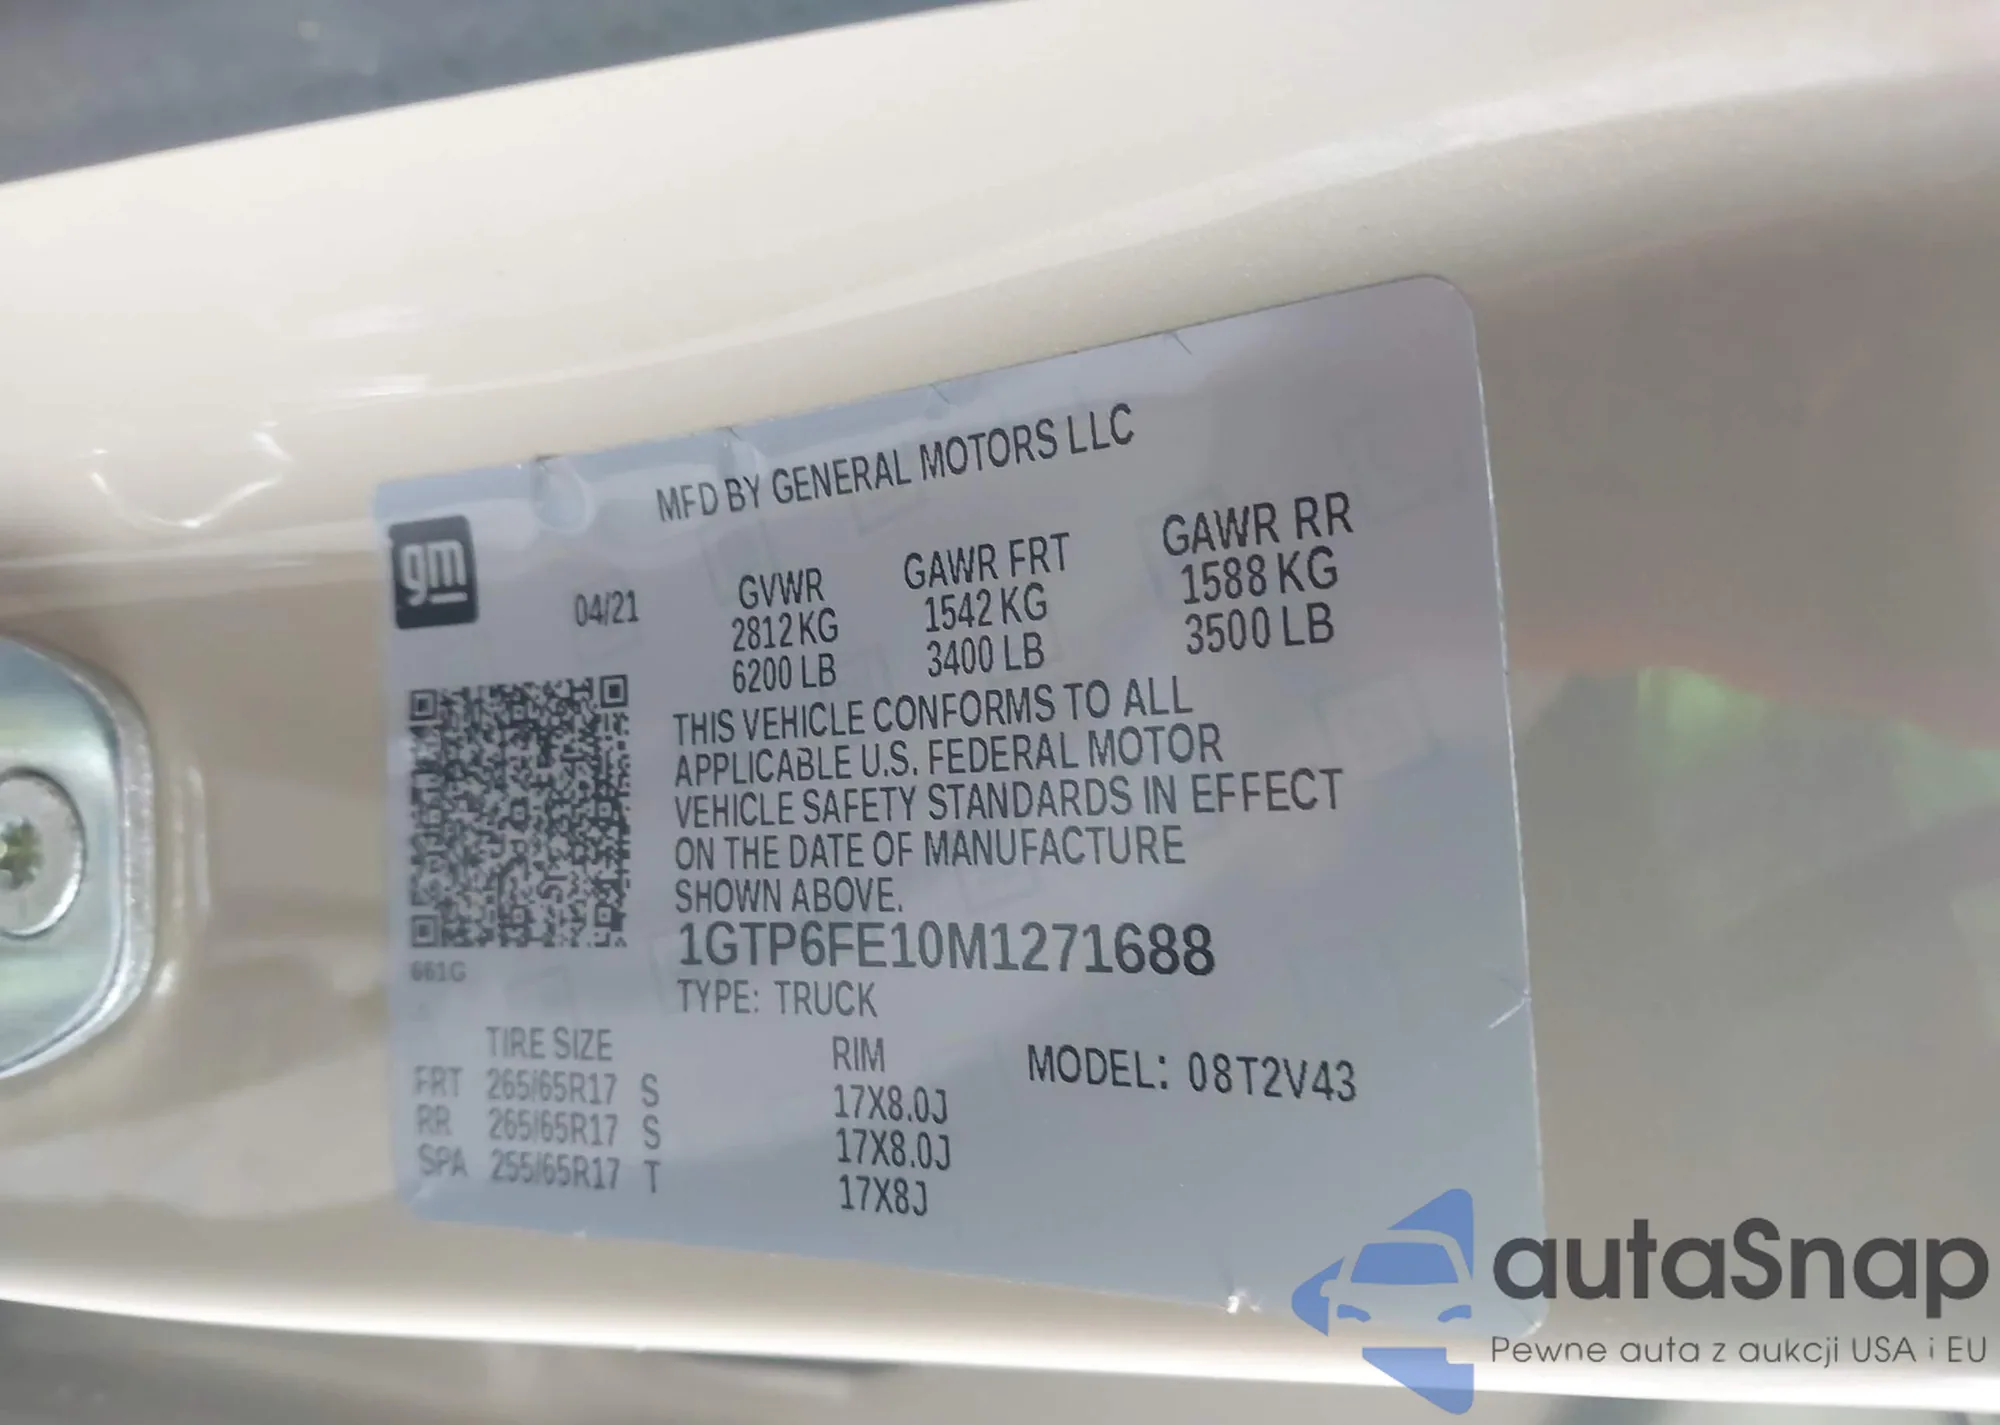 MFD BY GENERAL MOTORS LLC
gm
04/21
GVWR GAWR FRT GAWR RR
2812 KG 1542 KG 1588 KG
6200 LB 3400 LB 3500 LB
THIS VEHICLE CONFORMS TO ALL
APPLICABLE U.S. FEDERAL MOTOR
VEHICLE SAFETY STANDARDS IN EFFECT
ON THE DATE OF MANUFACTURE
SHOWN ABOVE.
1GTP6FE10M1271688
661G
TYPE: TRUCK
TIRE SIZE RIM MODEL: 08T2V43
FRT 265/65R17 S 17X8.0J
RR 265/65R17 S 17X8.0J
SPA 255/65R17 T 17X8J
autaSnap
Pewne auta z aukcji USA i EU